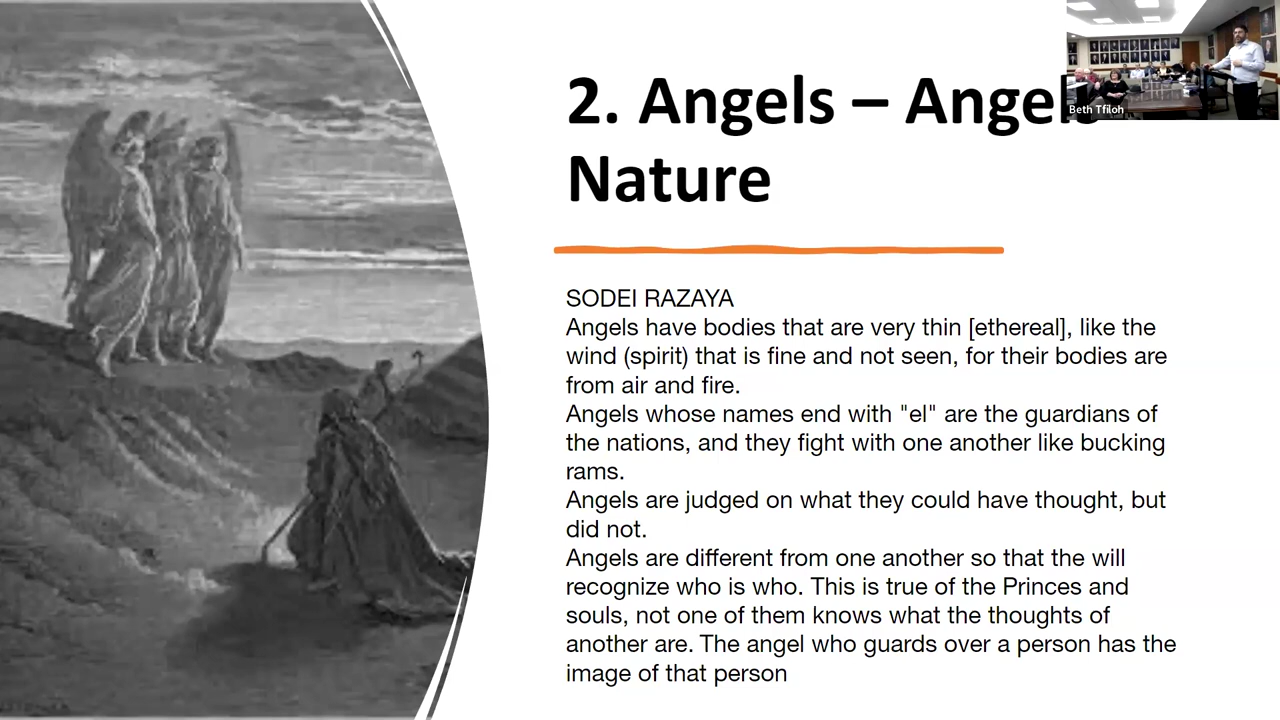 2. Angels – Angels
Nature
Beth Tfiloh
SODEI RAZAYA
Angels have bodies that are very thin [ethereal], like the
wind (spirit) that is fine and not seen, for their bodies are
from air and fire.
Angels whose names end with "el" are the guardians of
the nations, and they fight with one another like bucking
rams.
Angels are judged on what they could have thought, but
did not.
Angels are different from one another so that the will
recognize who is who. This is true of the Princes and
souls, not one of them knows what the thoughts of
another are. The angel who guards over a person has the
image of that person